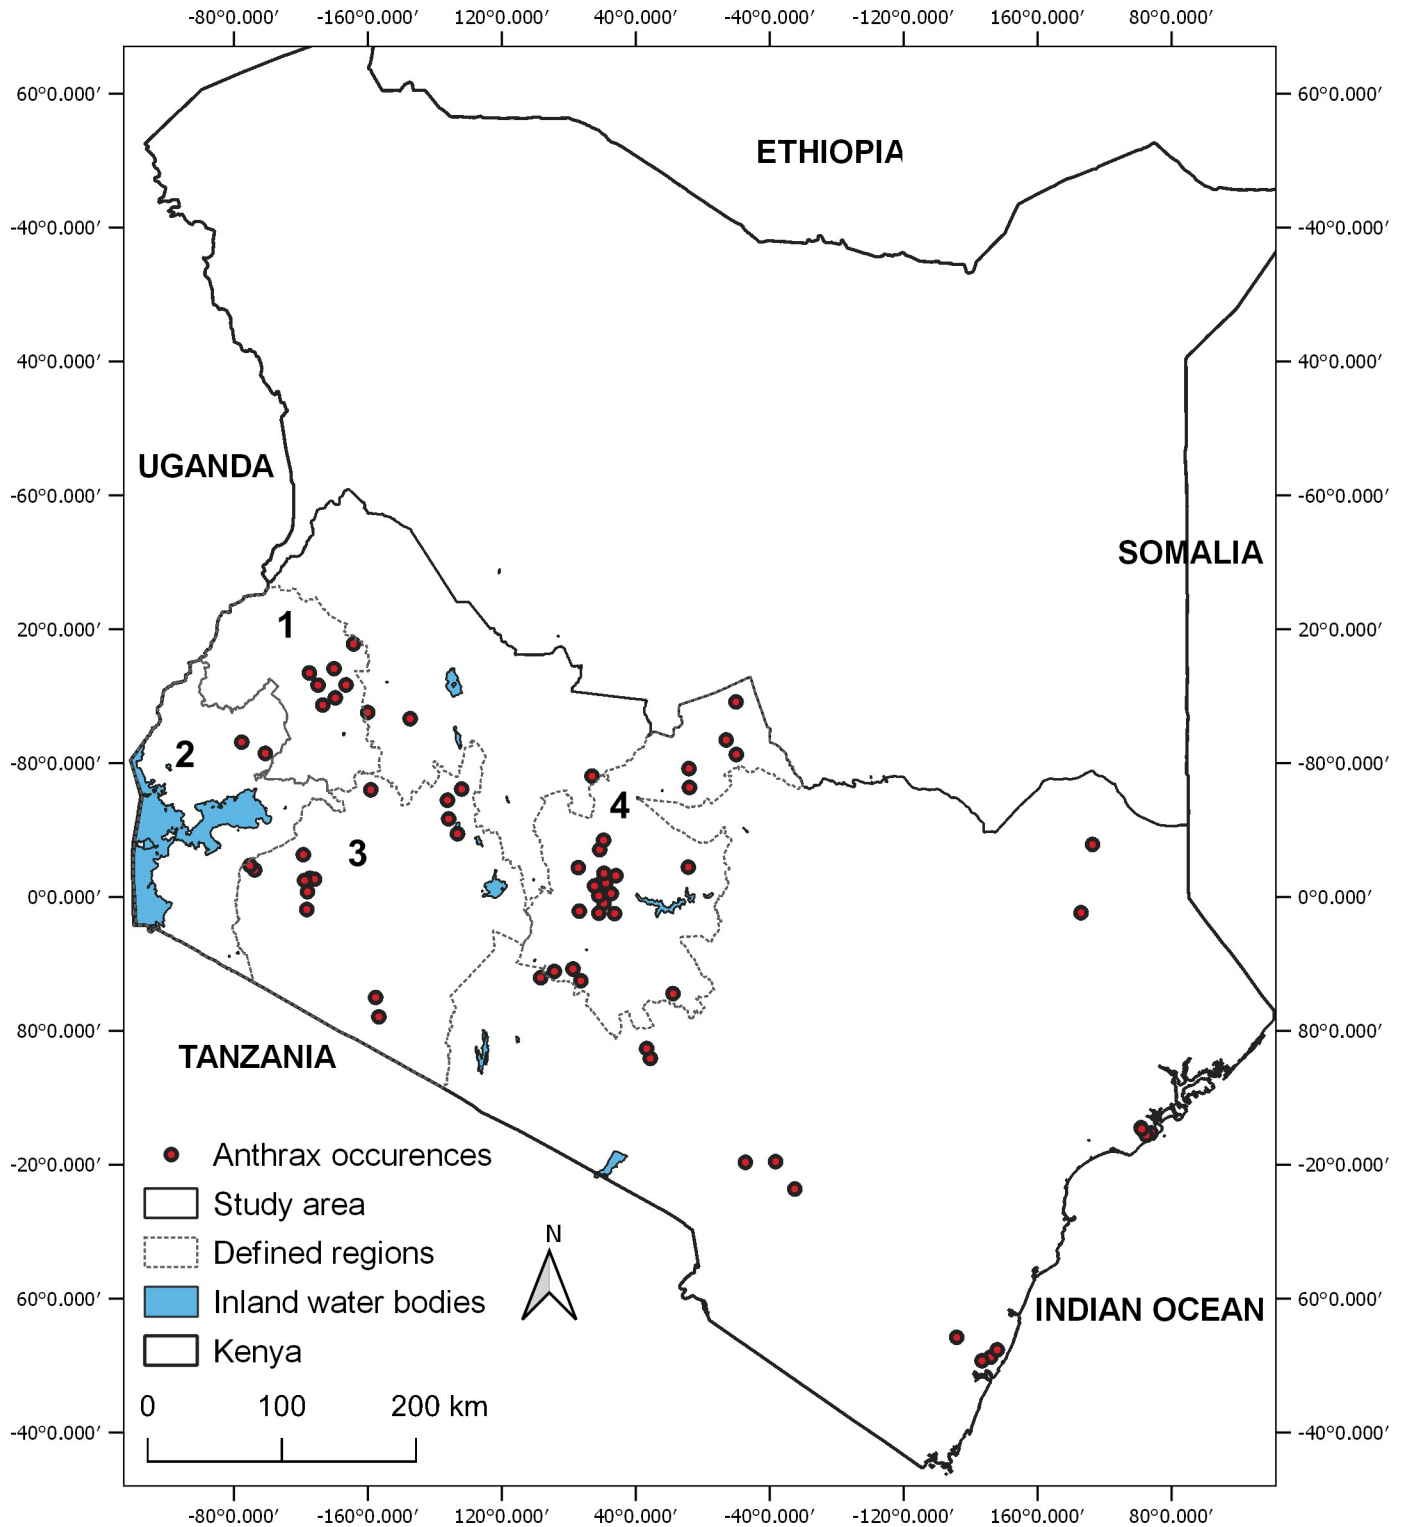 -80°0.000′ -160°0.000′ 120°0.000′ 40°0.000′ -40°0.000′ -120°0.000′ 160°0.000′ 80°0.000′
60°0.000′ 60°0.000′
ETHIOPIA
-40°0.000′ -40°0.000′
40°0.000′ 40°0.000′
UGANDA
-60°0.000′ -60°0.000′
SOMALIA
1
20°0.000′ 20°0.000′
2
-80°0.000′ -80°0.000′
4
3
0°0.000′ 0°0.000′
80°0.000′ 80°0.000′
TANZANIA
Anthrax occurences
-20°0.000′ -20°0.000′
Study area
N
Defined regions
Inland water bodies
60°0.000′ 60°0.000′
INDIAN OCEAN
Kenya
0 100 200 km
-40°0.000′ -40°0.000′
-80°0.000′ -160°0.000′ 120°0.000′ 40°0.000′ -40°0.000′ -120°0.000′ 160°0.000′ 80°0.000′